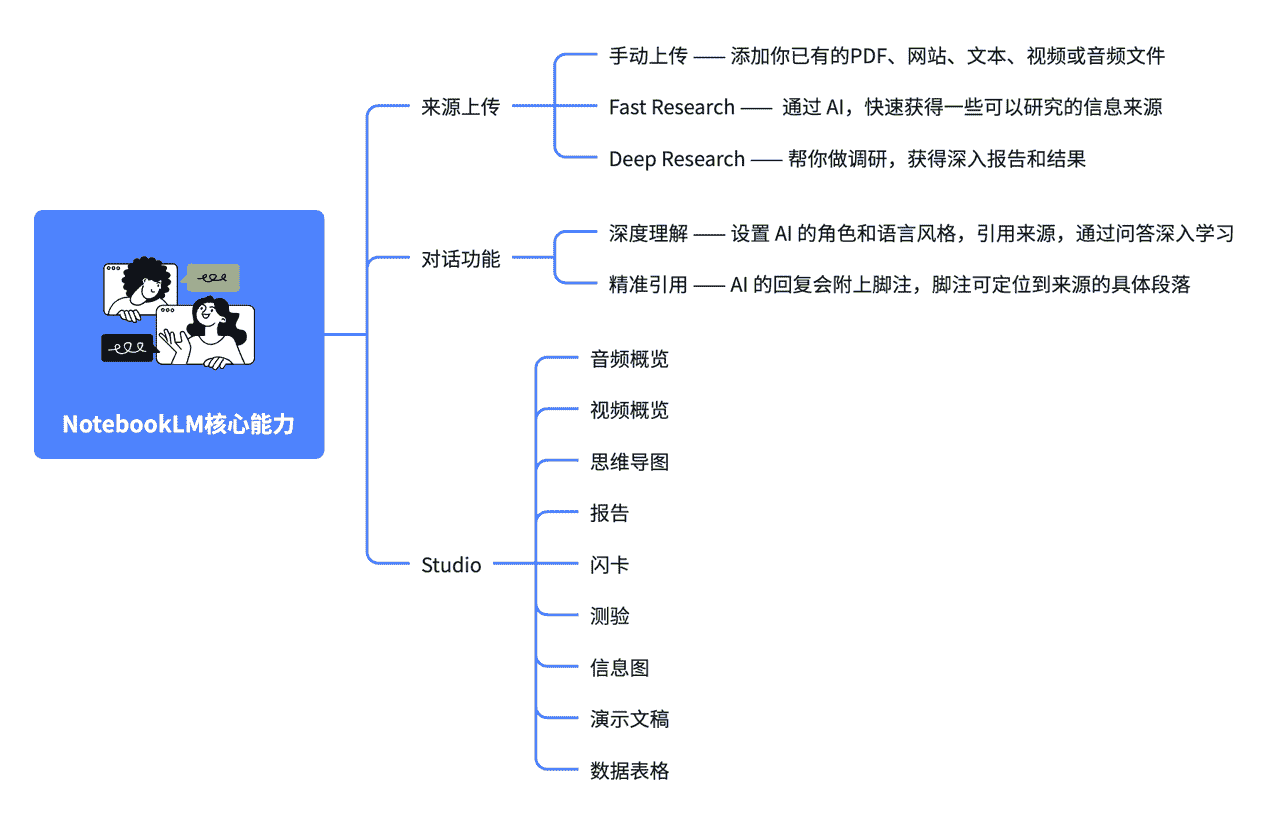 NotebookLM核心能力
来源上传
手动上传 —— 添加你已有的PDF、网站、文本、视频或音频文件
Fast Research —— 通过 AI，快速获得一些可以研究的信息来源
Deep Research —— 帮你做调研，获得深入报告和结果
对话功能
深度理解 —— 设置 AI 的角色和语言风格，引用来源，通过问答深入学习
精准引用 —— AI 的回复会附上脚注，脚注可定位到来源的具体段落
Studio
音频概览
视频概览
思维导图
报告
闪卡
测验
信息图
演示文稿
数据表格